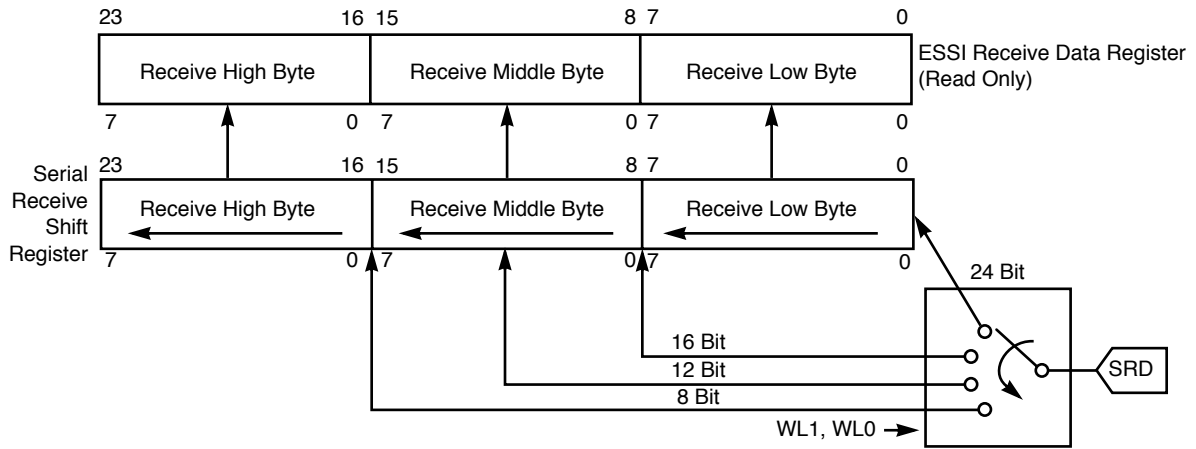 23 16 15 8 7 0
Receive High Byte Receive Middle Byte Receive Low Byte
ESSI Receive Data Register
(Read Only)
7 0 7 0 7 0
23 16 15 8 7 0
Serial
Receive
Shift
Register
Receive High Byte Receive Middle Byte Receive Low Byte
7 0 7 0 7 0
24 Bit
16 Bit
12 Bit
8 Bit
SRD
WL1, WL0